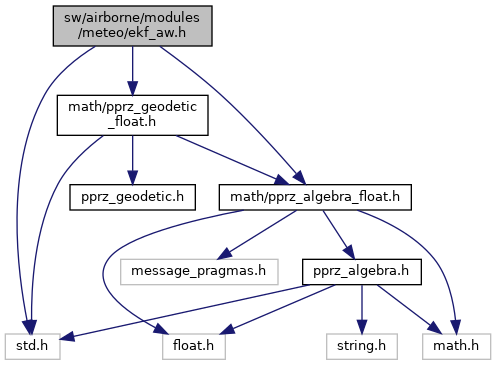 sw/airborne/modules
/meteo/ekf_aw.h
math/pprz_geodetic
_float.h
pprz_geodetic.h
math/pprz_algebra_float.h
message_pragmas.h
pprz_algebra.h
std.h
float.h
string.h
math.h